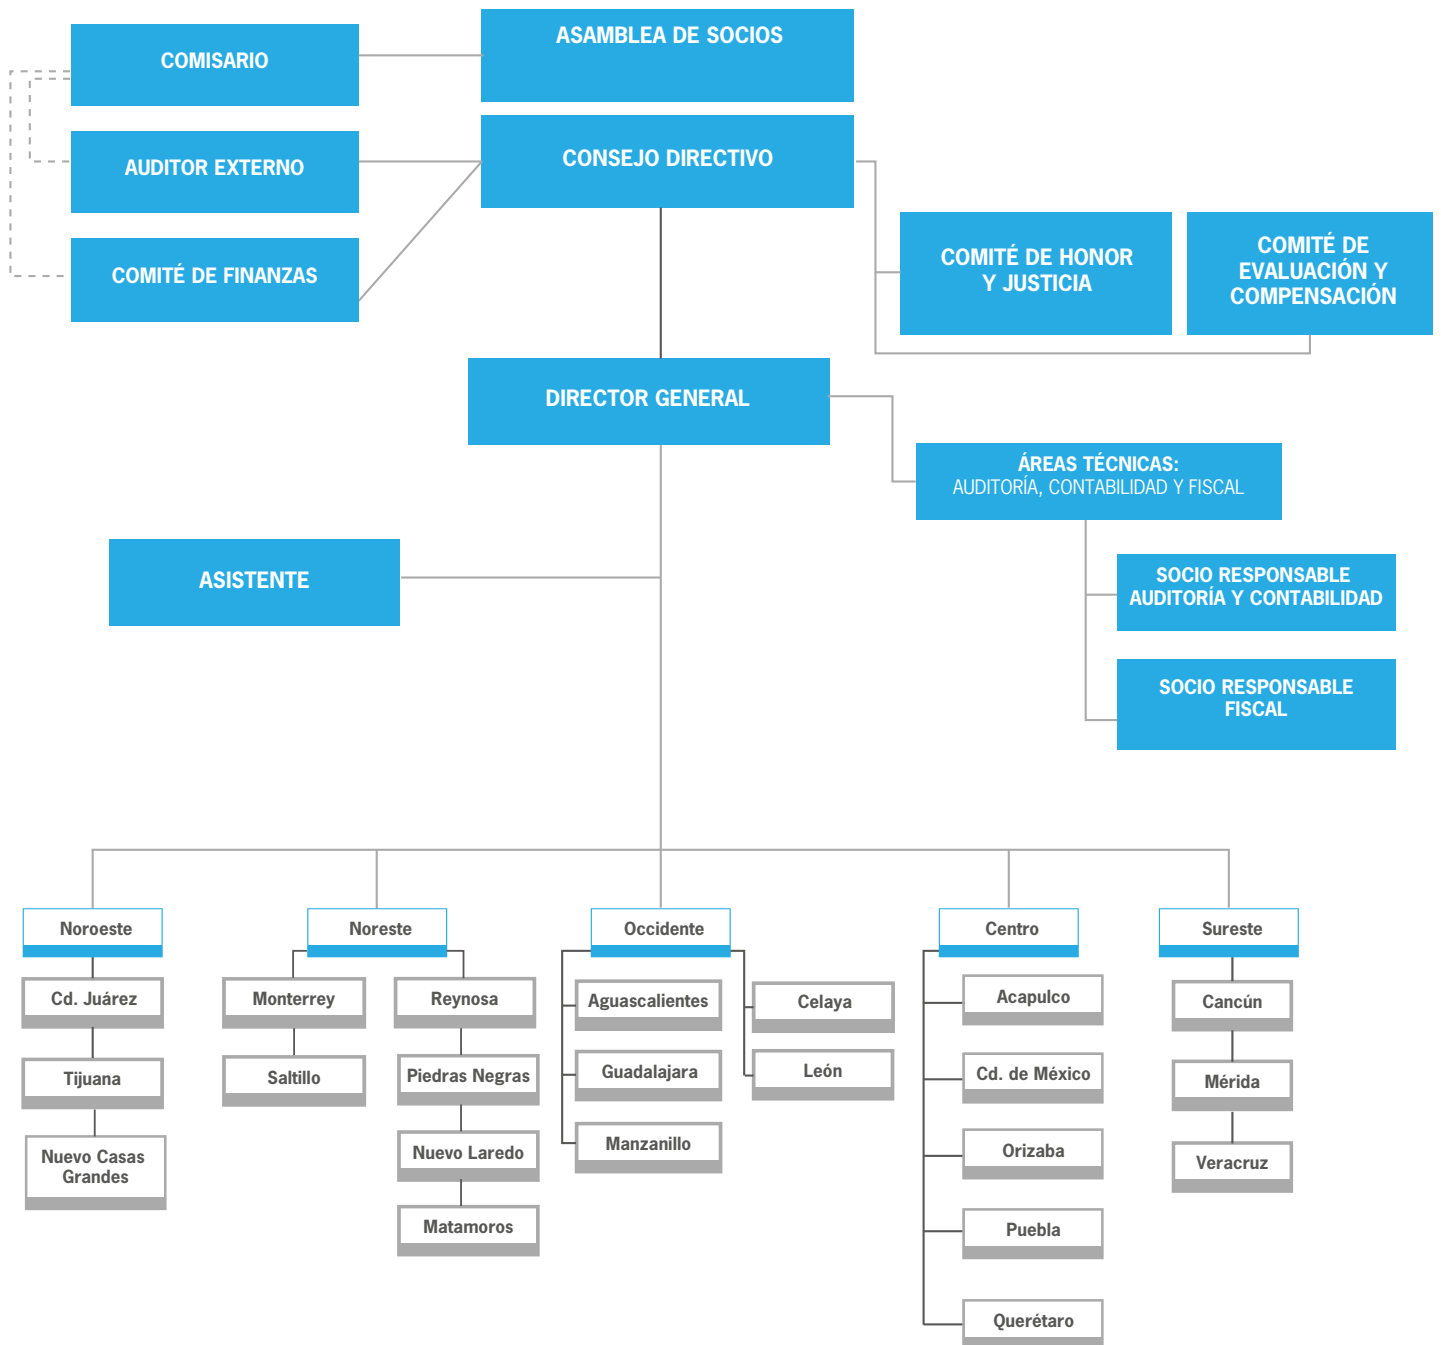 ASAMBLEA DE SOCIOS
COMISARIO
CONSEJO DIRECTIVO
AUDITOR EXTERNO
COMITÉ DE FINANZAS
COMITÉ DE HONOR
Y JUSTICIA
COMITÉ DE
EVALUACIÓN Y
COMPENSACIÓN
DIRECTOR GENERAL
ÁREAS TÉCNICAS:
AUDITORÍA, CONTABILIDAD Y FISCAL
ASISTENTE
SOCIO RESPONSABLE
AUDITORÍA Y CONTABILIDAD
SOCIO RESPONSABLE
FISCAL
Noroeste
Cd. Juárez
Tijuana
Nuevo Casas
Grandes
Noreste
Monterrey
Saltillo
Reynosa
Piedras Negras
Nuevo Laredo
Matamoros
Occidente
Aguascalientes
Guadalajara
Manzanillo
Celaya
León
Centro
Acapulco
Cd. de México
Orizaba
Puebla
Querétaro
Sureste
Cancún
Mérida
Veracruz